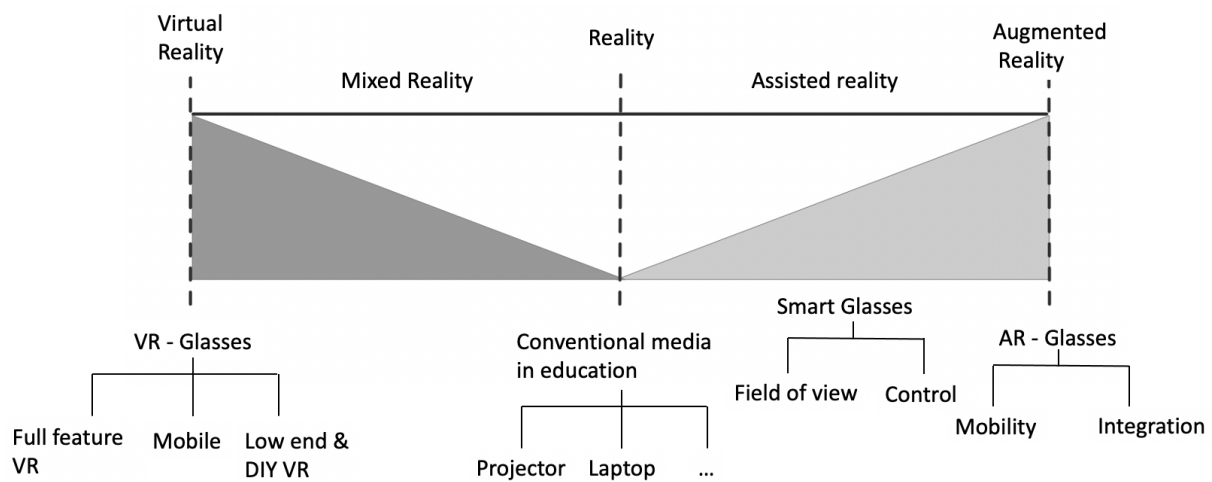 Virtual
Reality
Reality
Augmented
Reality
Mixed Reality
Assisted reality
VR - Glasses
Full feature
VR
Mobile
Low end &
DIY VR
Conventional media
in education
Projector
Laptop
...
Smart Glasses
Field of view
Control
AR - Glasses
Mobility
Integration